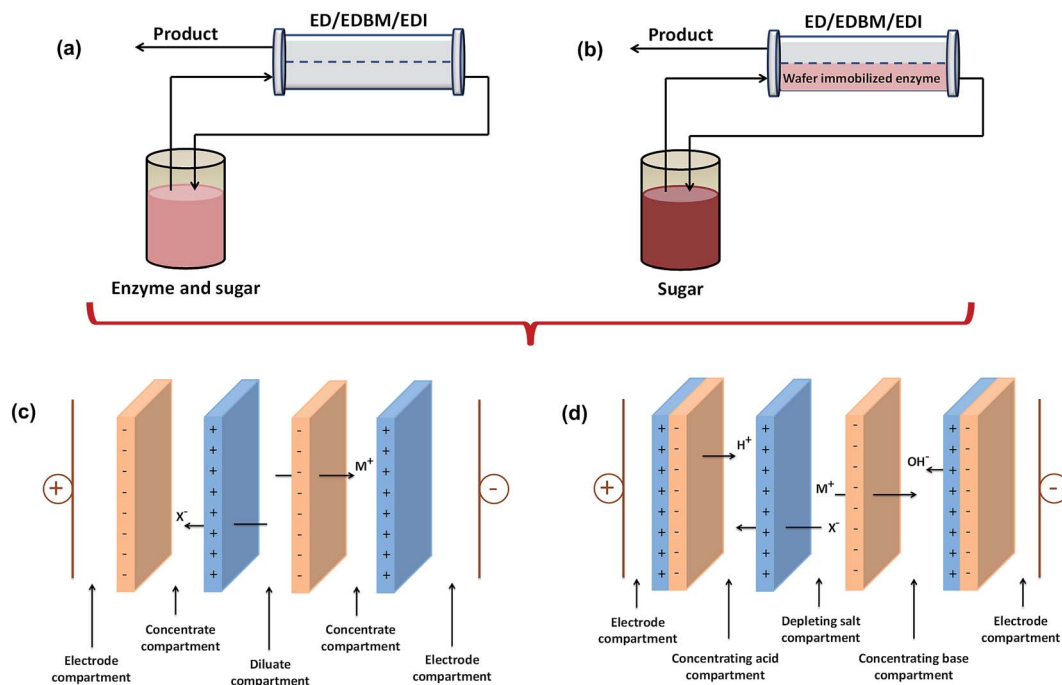 (a)
ED/EDBM/EDI
Product
Enzyme and sugar
(b)
ED/EDBM/EDI
Product
Wafer immobilized enzyme
Sugar
(c)
+
-
-
-
-
-
-
-
-
+
+
+
+
+
+
+
+
-
-
-
-
-
-
-
-
+
+
+
+
+
+
+
+
-
X⁻
M⁺
Electrode
compartment
Concentrate
compartment
Diluate
compartment
Concentrate
compartment
Electrode
compartment
(d)
+
+ -
+ -
+ -
+ -
+ -
+ -
+ -
+ -
+
+
+
+
+
+
+
+
-
-
-
-
-
-
-
-
+ -
+ -
+ -
+ -
+ -
+ -
+ -
+ -
-
H⁺
X⁻
M⁺
OH⁻
Electrode
compartment
Concentrating acid
compartment
Depleting salt
compartment
Concentrating base
compartment
Electrode
compartment